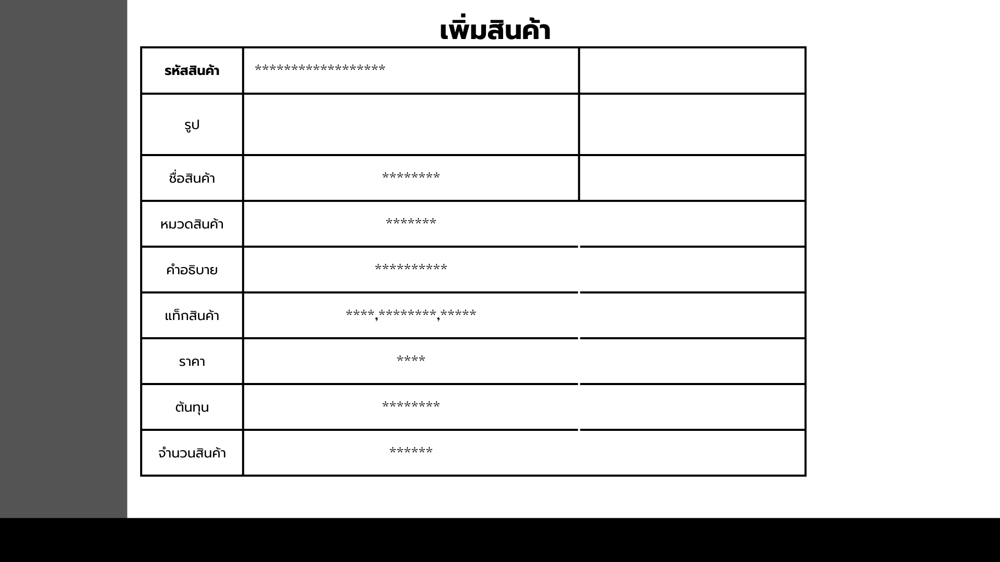 เพิ่มสินค้า
รหัสสินค้า ******************
รูป
ชื่อสินค้า ********
หมวดสินค้า *******
คำอธิบาย **********
แท็กสินค้า ****,********,*****
ราคา ****
ต้นทุน ********
จำนวนสินค้า ******